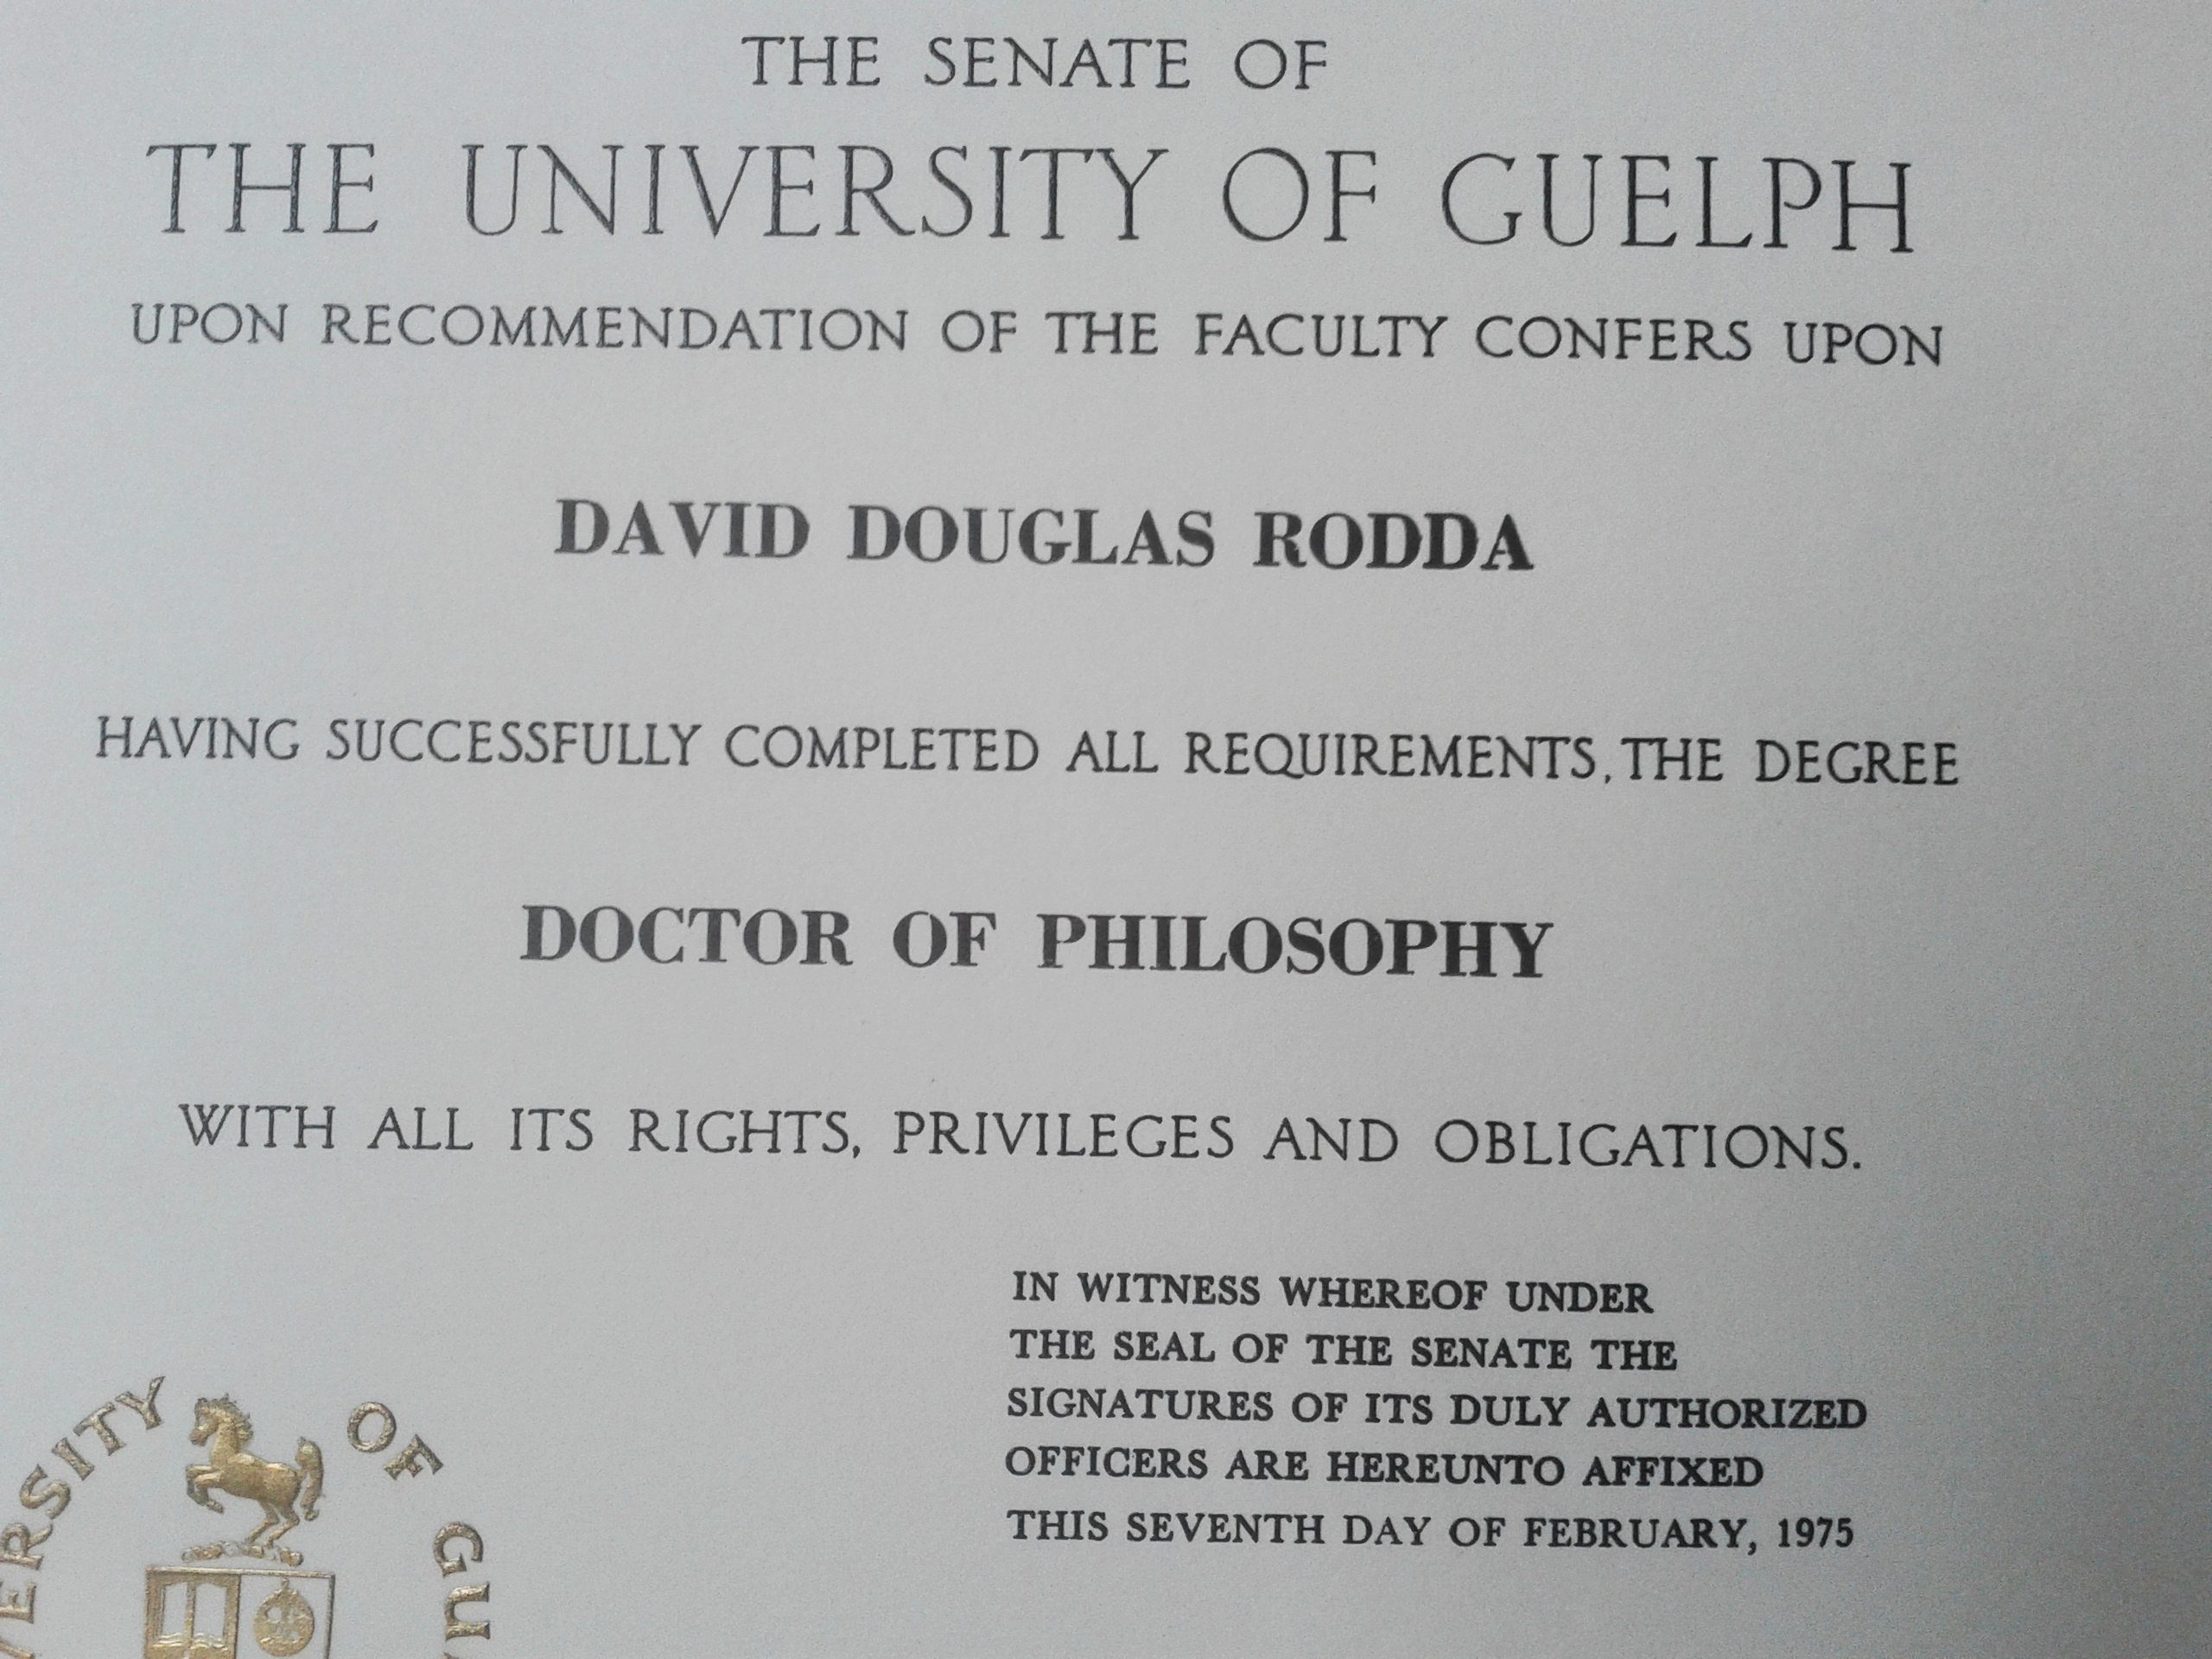 THE SENATE OF
THE UNIVERSITY OF GUELPH
UPON RECOMMENDATION OF THE FACULTY CONFERS UPON
DAVID DOUGLAS RODDA
HAVING SUCCESSFULLY COMPLETED ALL REQUIREMENTS, THE DEGREE
DOCTOR OF PHILOSOPHY
WITH ALL ITS RIGHTS, PRIVILEGES AND OBLIGATIONS.
IN WITNESS WHEREOF UNDER
THE SEAL OF THE SENATE THE
SIGNATURES OF ITS DULY AUTHORIZED
OFFICERS ARE HEREUNTO AFFIXED
THIS SEVENTH DAY OF FEBRUARY, 1975
OF